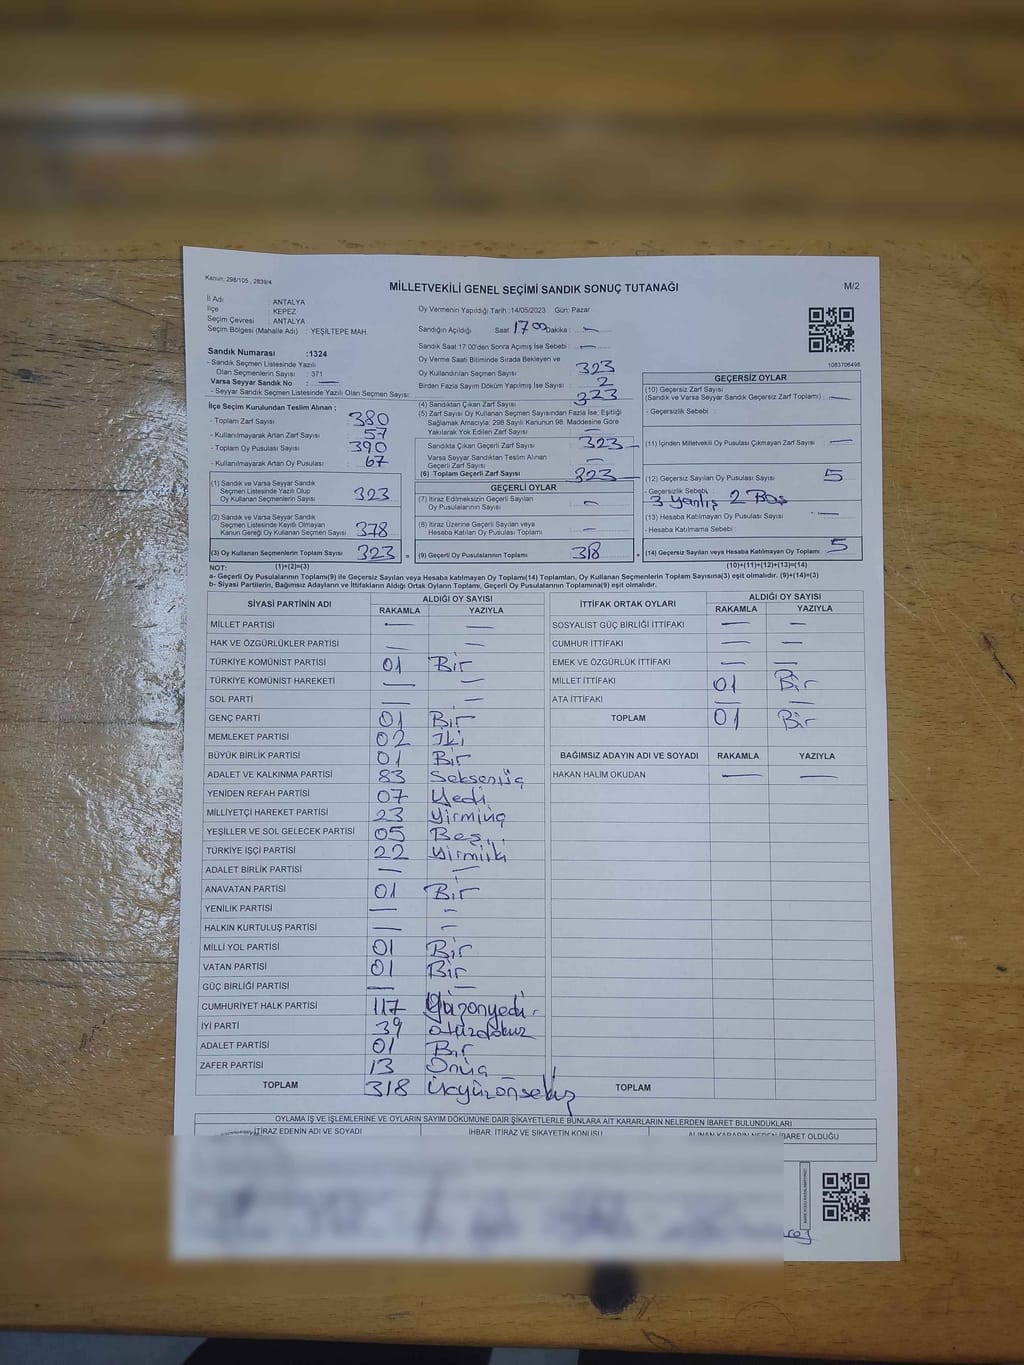 Kanun: 298/105 , 2839/4
MİLLETVEKİLİ GENEL SEÇİMİ SANDIK SONUÇ TUTANAĞI
M/2
İl Adı : ANTALYA
İlçe : KEPEZ
Seçim Çevresi : ANTALYA
Seçim Bölgesi (Mahalle Adı) : YEŞİLTEPE MAH.
Oy Vermenin Yapıldığı Tarih :14/05/2023 Gün: Pazar
Sandığın Açıldığı Saat 17 00 Dakika : —
Sandık Saat 17:00'den Sonra Açımış İse Sebebi : —
Oy Verme Saati Bitiminde Sırada Bekleyen ve
Oy Kullandırılan Seçmen Sayısı : 323
Birden Fazla Sayım Döküm Yapılmış İse Sayısı : 2
1083706498
Sandık Numarası :1324
- Sandık Seçmen Listesinde Yazılı
Olan Seçmenlerin Sayısı : 371
Varsa Seyyar Sandık No : —
- Seyyar Sandık Seçmen Listesinde Yazılı Olan Seçmen Sayısı:
İlçe Seçim Kurulundan Teslim Alınan ;
- Toplam Zarf Sayısı : 380
- Kullanılmayarak Artan Zarf Sayısı : 57
- Toplam Oy Pusulası Sayısı : 390
- Kullanılmayarak Artan Oy Pusulası : 67
(1) Sandık ve Varsa Seyyar Sandık
Seçmen Listesinde Yazılı Olup
Oy Kullanan Seçmenlerin Sayısı : 323
(2) Sandık ve Varsa Seyyar Sandık
Seçmen Listesinde Kayıtlı Olmayan
Kanun Gereği Oy Kullanan Seçmen Sayısı : 378
(3) Oy Kullanan Seçmenlerin Toplam Sayısı : 323 =
(1)+(2)=(3)
(4) Sandıktan Çıkan Zarf Sayısı : 323
(5) Zarf Sayısı Oy Kullanan Seçmen Sayısından Fazla İse, Eşitliği
Sağlamak Amacıyla; 298 Sayılı Kanunun 98. Maddesine Göre
Yakılarak Yok Edilen Zarf Sayısı : —
Sandıkta Çıkan Geçerli Zarf Sayısı : 323
Varsa Seyyar Sandıktan Teslim Alınan
Geçerli Zarf Sayısı : —
(6) Toplam Geçerli Zarf Sayısı : 323
GEÇERLİ OYLAR
(7) İtiraz Edilmeksizin Geçerli Sayılan
Oy Pusulalarının Sayısı : —
(8) İtiraz Üzerine Geçerli Sayılan veya
Hesaba Katılan Oy Pusulası Toplamı : —
(9) Geçerli Oy Pusulalarının Toplamı : 318 +
GEÇERSİZ OYLAR
(10) Geçersiz Zarf Sayısı
(Sandık ve Varsa Seyyar Sandık Geçersiz Zarf Toplamı) : —
- Geçersizlik Sebebi :
(11) İçinden Milletvekili Oy Pusulası Çıkmayan Zarf Sayısı : —
(12) Geçersiz Sayılan Oy Pusulası Sayısı : 5
- Geçersizlik Sebebi
3 yanlış 2 Boş
(13) Hesaba Katılmayan Oy Pusulası Sayısı : —
- Hesaba Katılmama Sebebi :
(14) Geçersiz Sayılan veya Hesaba Katılmayan Oy Toplamı : 5
(10)+(11)+(12)+(13)=(14)
NOT:
a- Geçerli Oy Pusulalarının Toplamı(9) ile Geçersiz Sayılan veya Hesaba katılmayan Oy Toplamı(14) Toplamları, Oy Kullanan Seçmenlerin Toplam Sayısına(3) eşit olmalıdır. (9)+(14)=(3)
b- Siyasi Partilerin, Bağımsız Adayların ve İttifakların Aldığı Ortak Oyların Toplamı, Geçerli Oy Pusulalarının Toplamına(9) eşit olmalıdır.
SİYASİ PARTİNİN ADI ALDIĞI OY SAYISI
RAKAMLA YAZIYLA
MİLLET PARTİSİ — —
HAK VE ÖZGÜRLÜKLER PARTİSİ — —
TÜRKİYE KOMÜNİST PARTİSİ 01 Bir
TÜRKİYE KOMÜNİST HAREKETİ — —
SOL PARTİ — —
GENÇ PARTİ 01 Bir
MEMLEKET PARTİSİ 02 İki
BÜYÜK BİRLİK PARTİSİ 01 Bir
ADALET VE KALKINMA PARTİSİ 83 Seksenüç
YENİDEN REFAH PARTİSİ 07 Yedi
MİLLİYETÇİ HAREKET PARTİSİ 23 Yirmiüç
YEŞİLLER VE SOL GELECEK PARTİSİ 05 Beş
TÜRKİYE İŞÇİ PARTİSİ 22 Yirmiiki
ADALET BİRLİK PARTİSİ — —
ANAVATAN PARTİSİ 01 Bir
YENİLİK PARTİSİ — —
HALKIN KURTULUŞ PARTİSİ — —
MİLLİ YOL PARTİSİ 01 Bir
VATAN PARTİSİ 01 Bir
GÜÇ BİRLİĞİ PARTİSİ — —
CUMHURİYET HALK PARTİSİ 117 Yüzonyedi
İYİ PARTİ 39 Otuzdokuz
ADALET PARTİSİ 01 Bir
ZAFER PARTİSİ 13 Onüç
TOPLAM 318 Üçyüzonsekiz
İTTİFAK ORTAK OYLARI ALDIĞI OY SAYISI
RAKAMLA YAZIYLA
SOSYALİST GÜÇ BİRLİĞİ İTTİFAKI — —
CUMHUR İTTİFAKI — —
EMEK VE ÖZGÜRLÜK İTTİFAKI — —
MİLLET İTTİFAKI 01 Bir
ATA İTTİFAKI — —
TOPLAM 01 Bir
BAĞIMSIZ ADAYIN ADI VE SOYADI RAKAMLA YAZIYLA
HAKAN HALİM OKUDAN — —
TOPLAM
OYLAMA İŞ VE İŞLEMLERİNE VE OYLARIN SAYIM DÖKÜMÜNE DAİR ŞİKAYETLERLE BUNLARA AİT KARARLARIN NELERDEN İBARET BULUNDUKLARI
İTİRAZ EDENİN ADI VE SOYADI İHBAR, İTİRAZ VE ŞİKAYETİN KONUSU ALINAN KARARIN NEDEN İBARET OLDUĞU